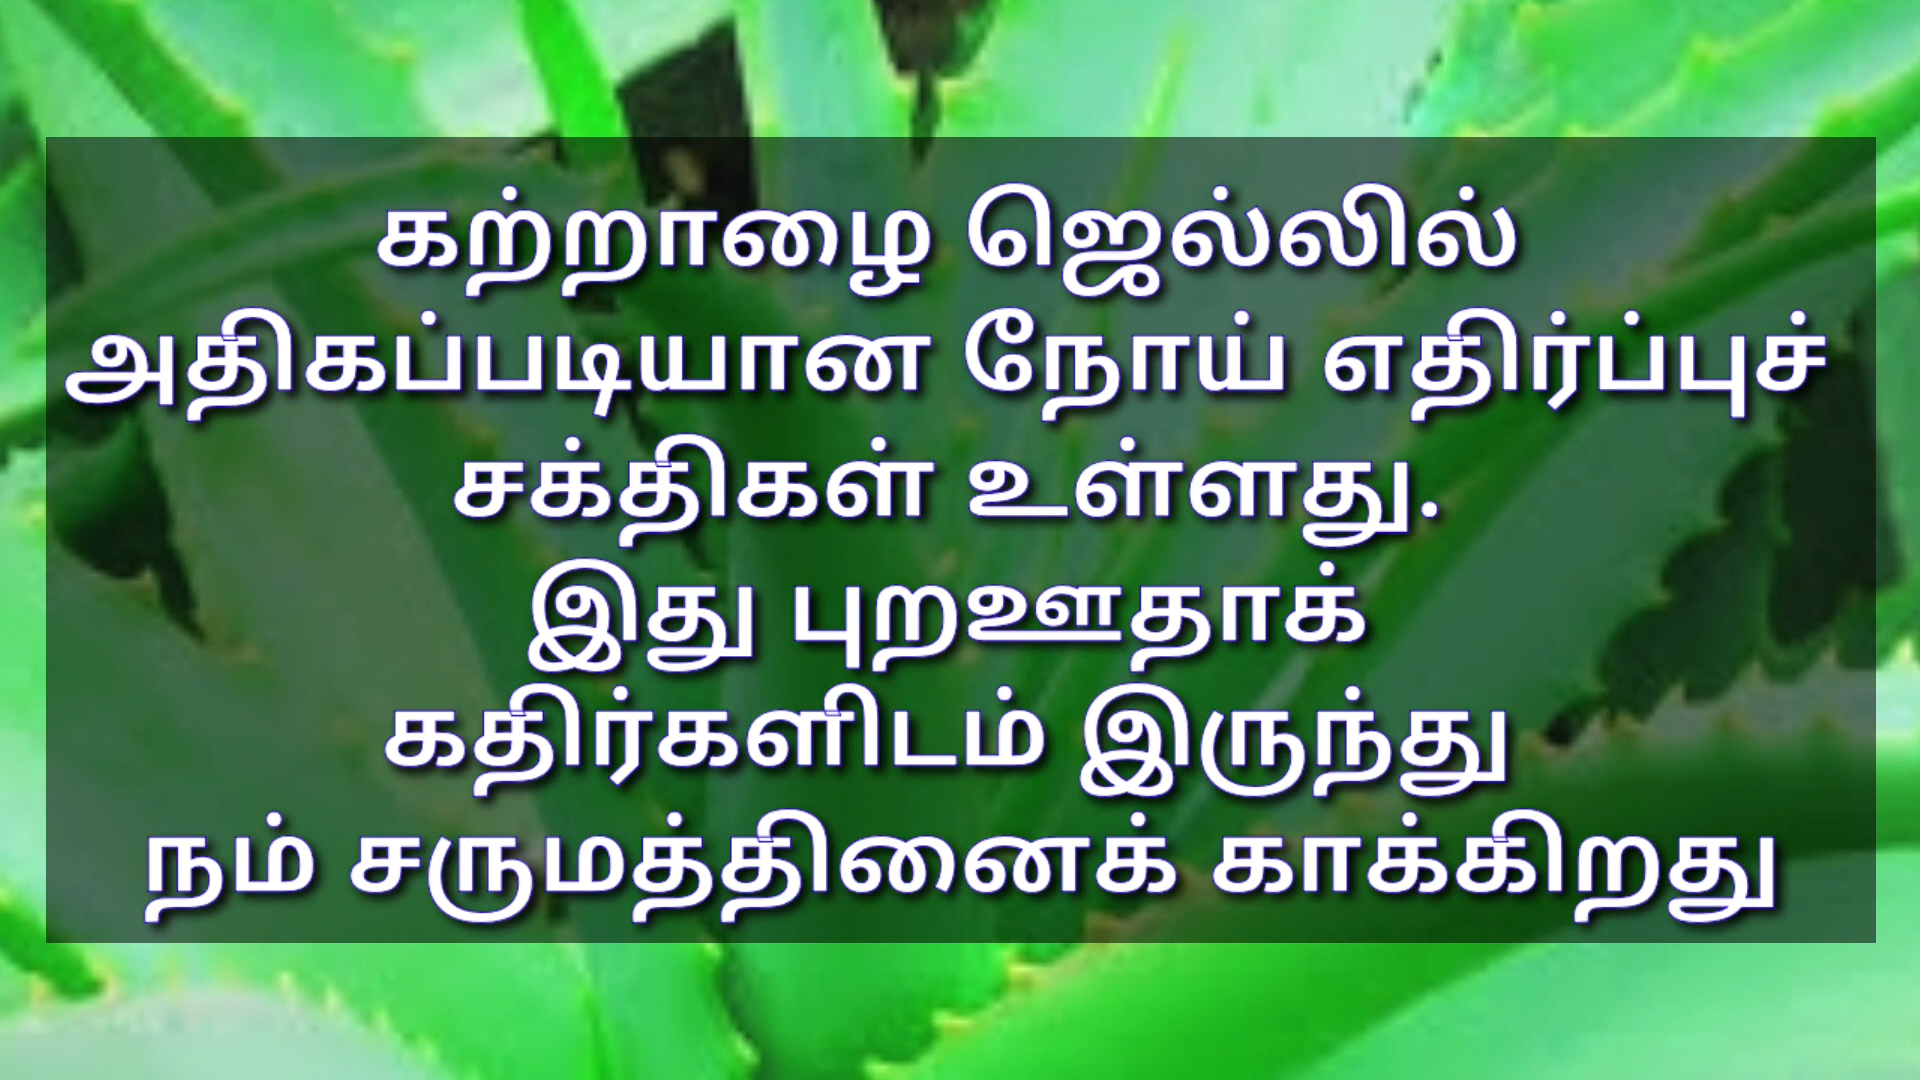 கற்றாழை ஜெல்லில்
அதிகப்படியான நோய் எதிர்ப்புச்
சக்திகள் உள்ளது.
இது புறஊதாக்
கதிர்களிடம் இருந்து
நம் சருமத்தினைக் காக்கிறது